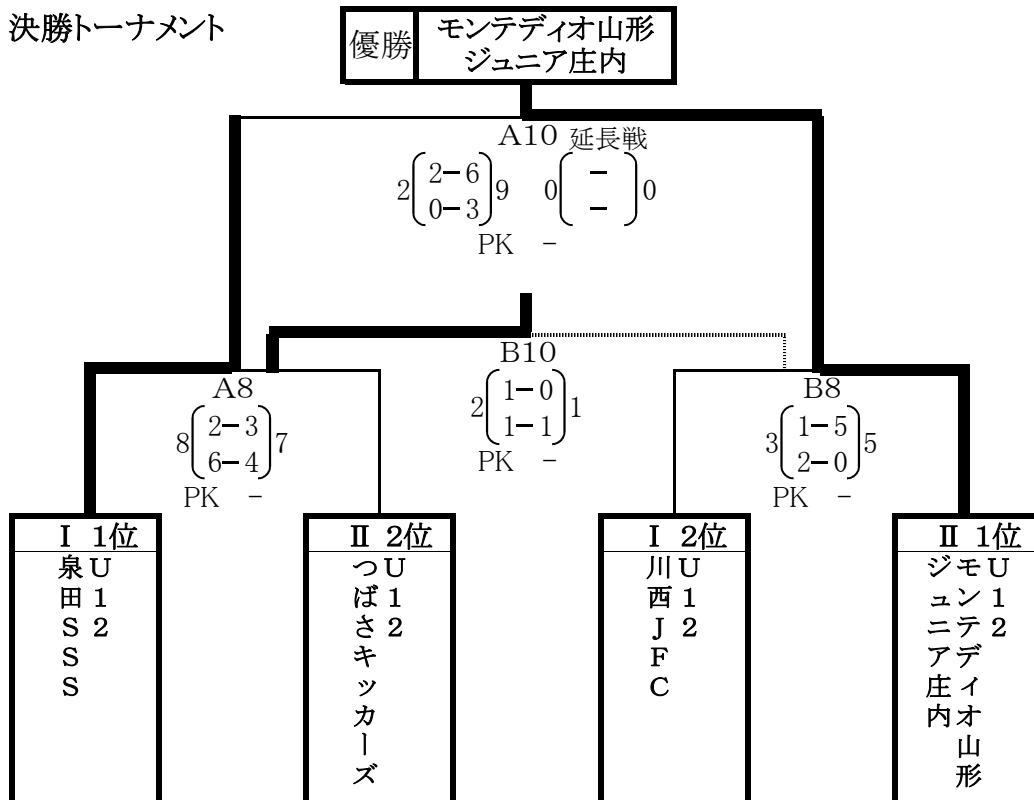 決勝トーナメント
優勝
モンテディオ山形
ジュニア庄内
A10 延長戦
2 2-6 9 0 - 0
0-3 -
PK -
B10
2 1-0 1
1-1
PK -
A8
8 2-3 7
6-4
PK -
B8
3 1-5 5
2-0
PK -
Ⅰ 1位
U12
泉田SSS
Ⅱ 2位
U12
つばさキッカーズ
Ⅰ 2位
U12
川西JFC
Ⅱ 1位
U12
モンテディオ山形
ジュニア庄内